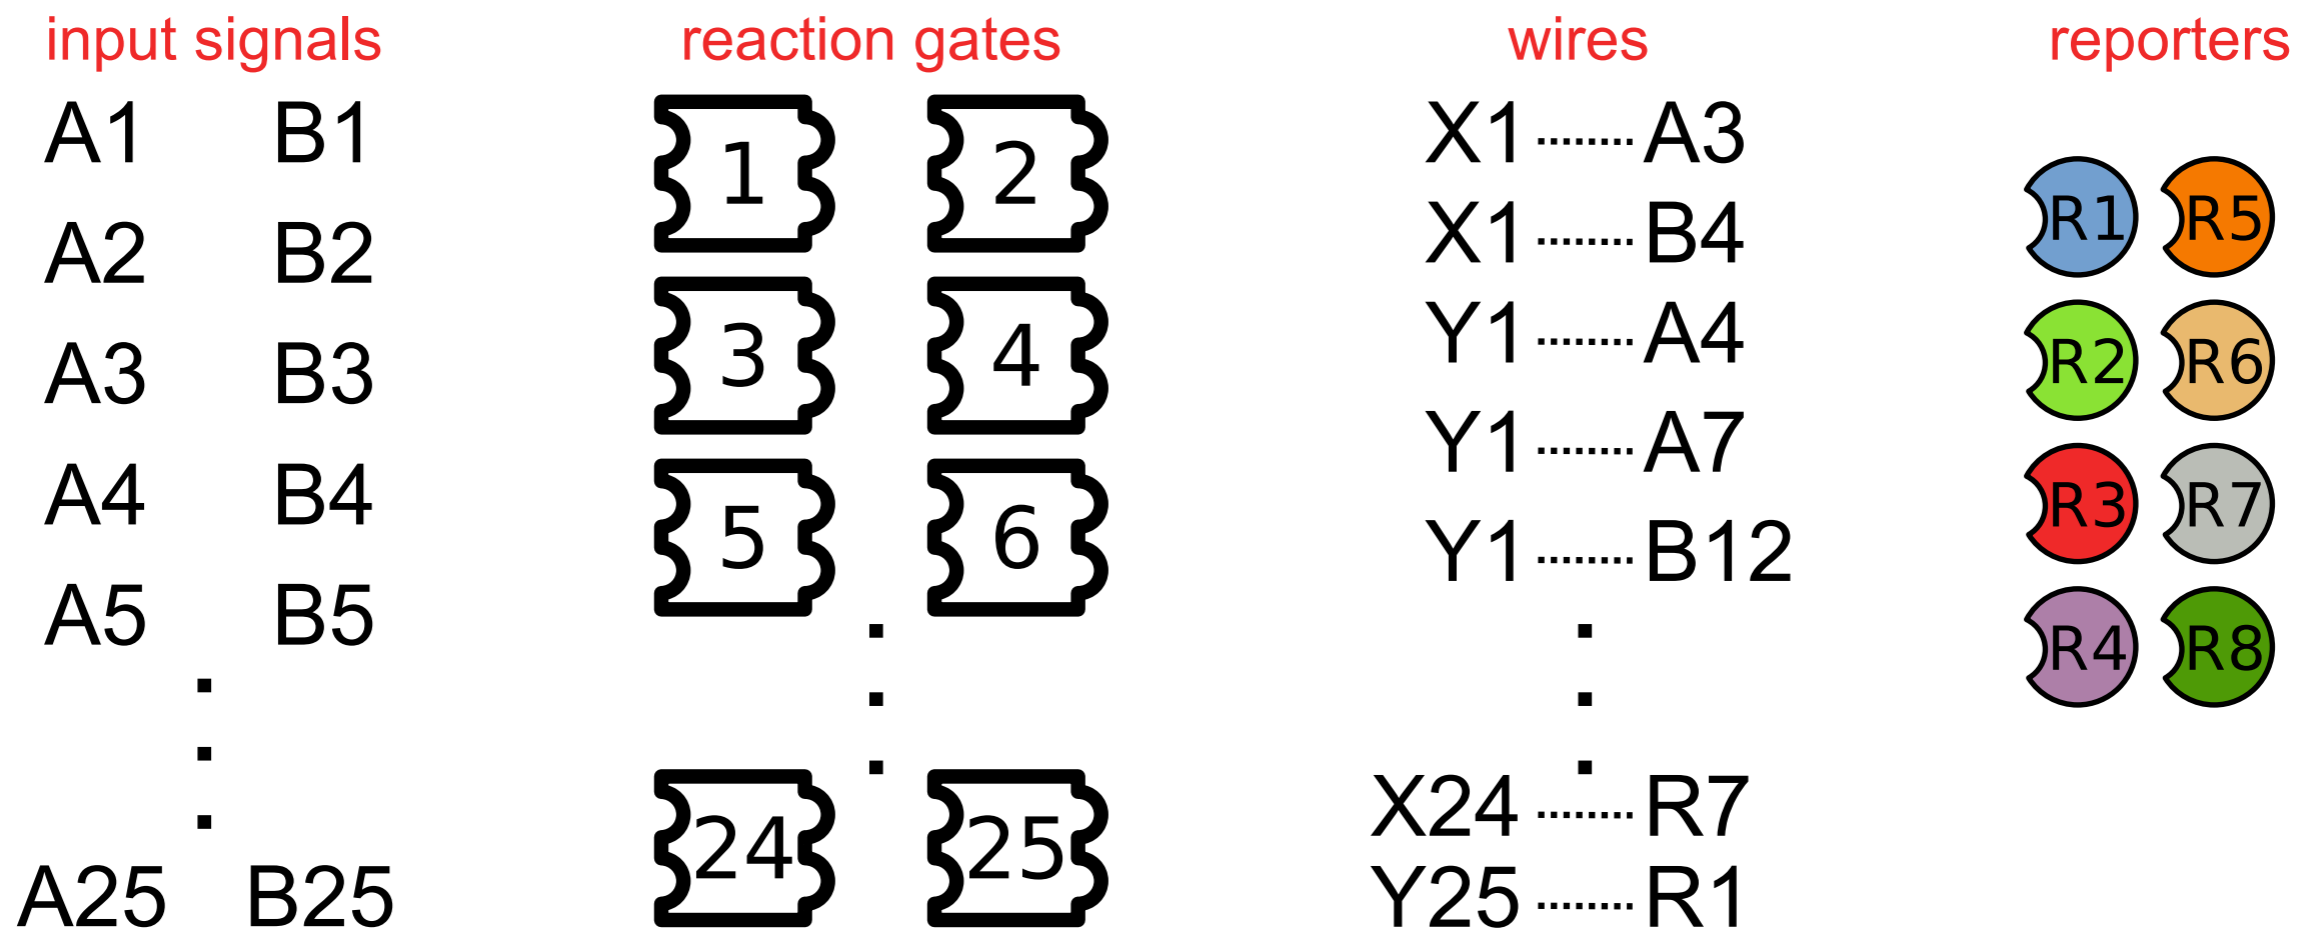 input signals reaction gates wires reporters
A1 B1 1 2 X1 ........ A3
R1 R5
A2 B2 X1 ........ B4
A3 B3 3 4 Y1 ........ A4
R2 R6
A4 B4 Y1 ........ A7
R3 R7
5 6 Y1 ........ B12
A5 B5
R4 R8
24 25 X24 ........ R7
A25 B25 Y25 ........ R1